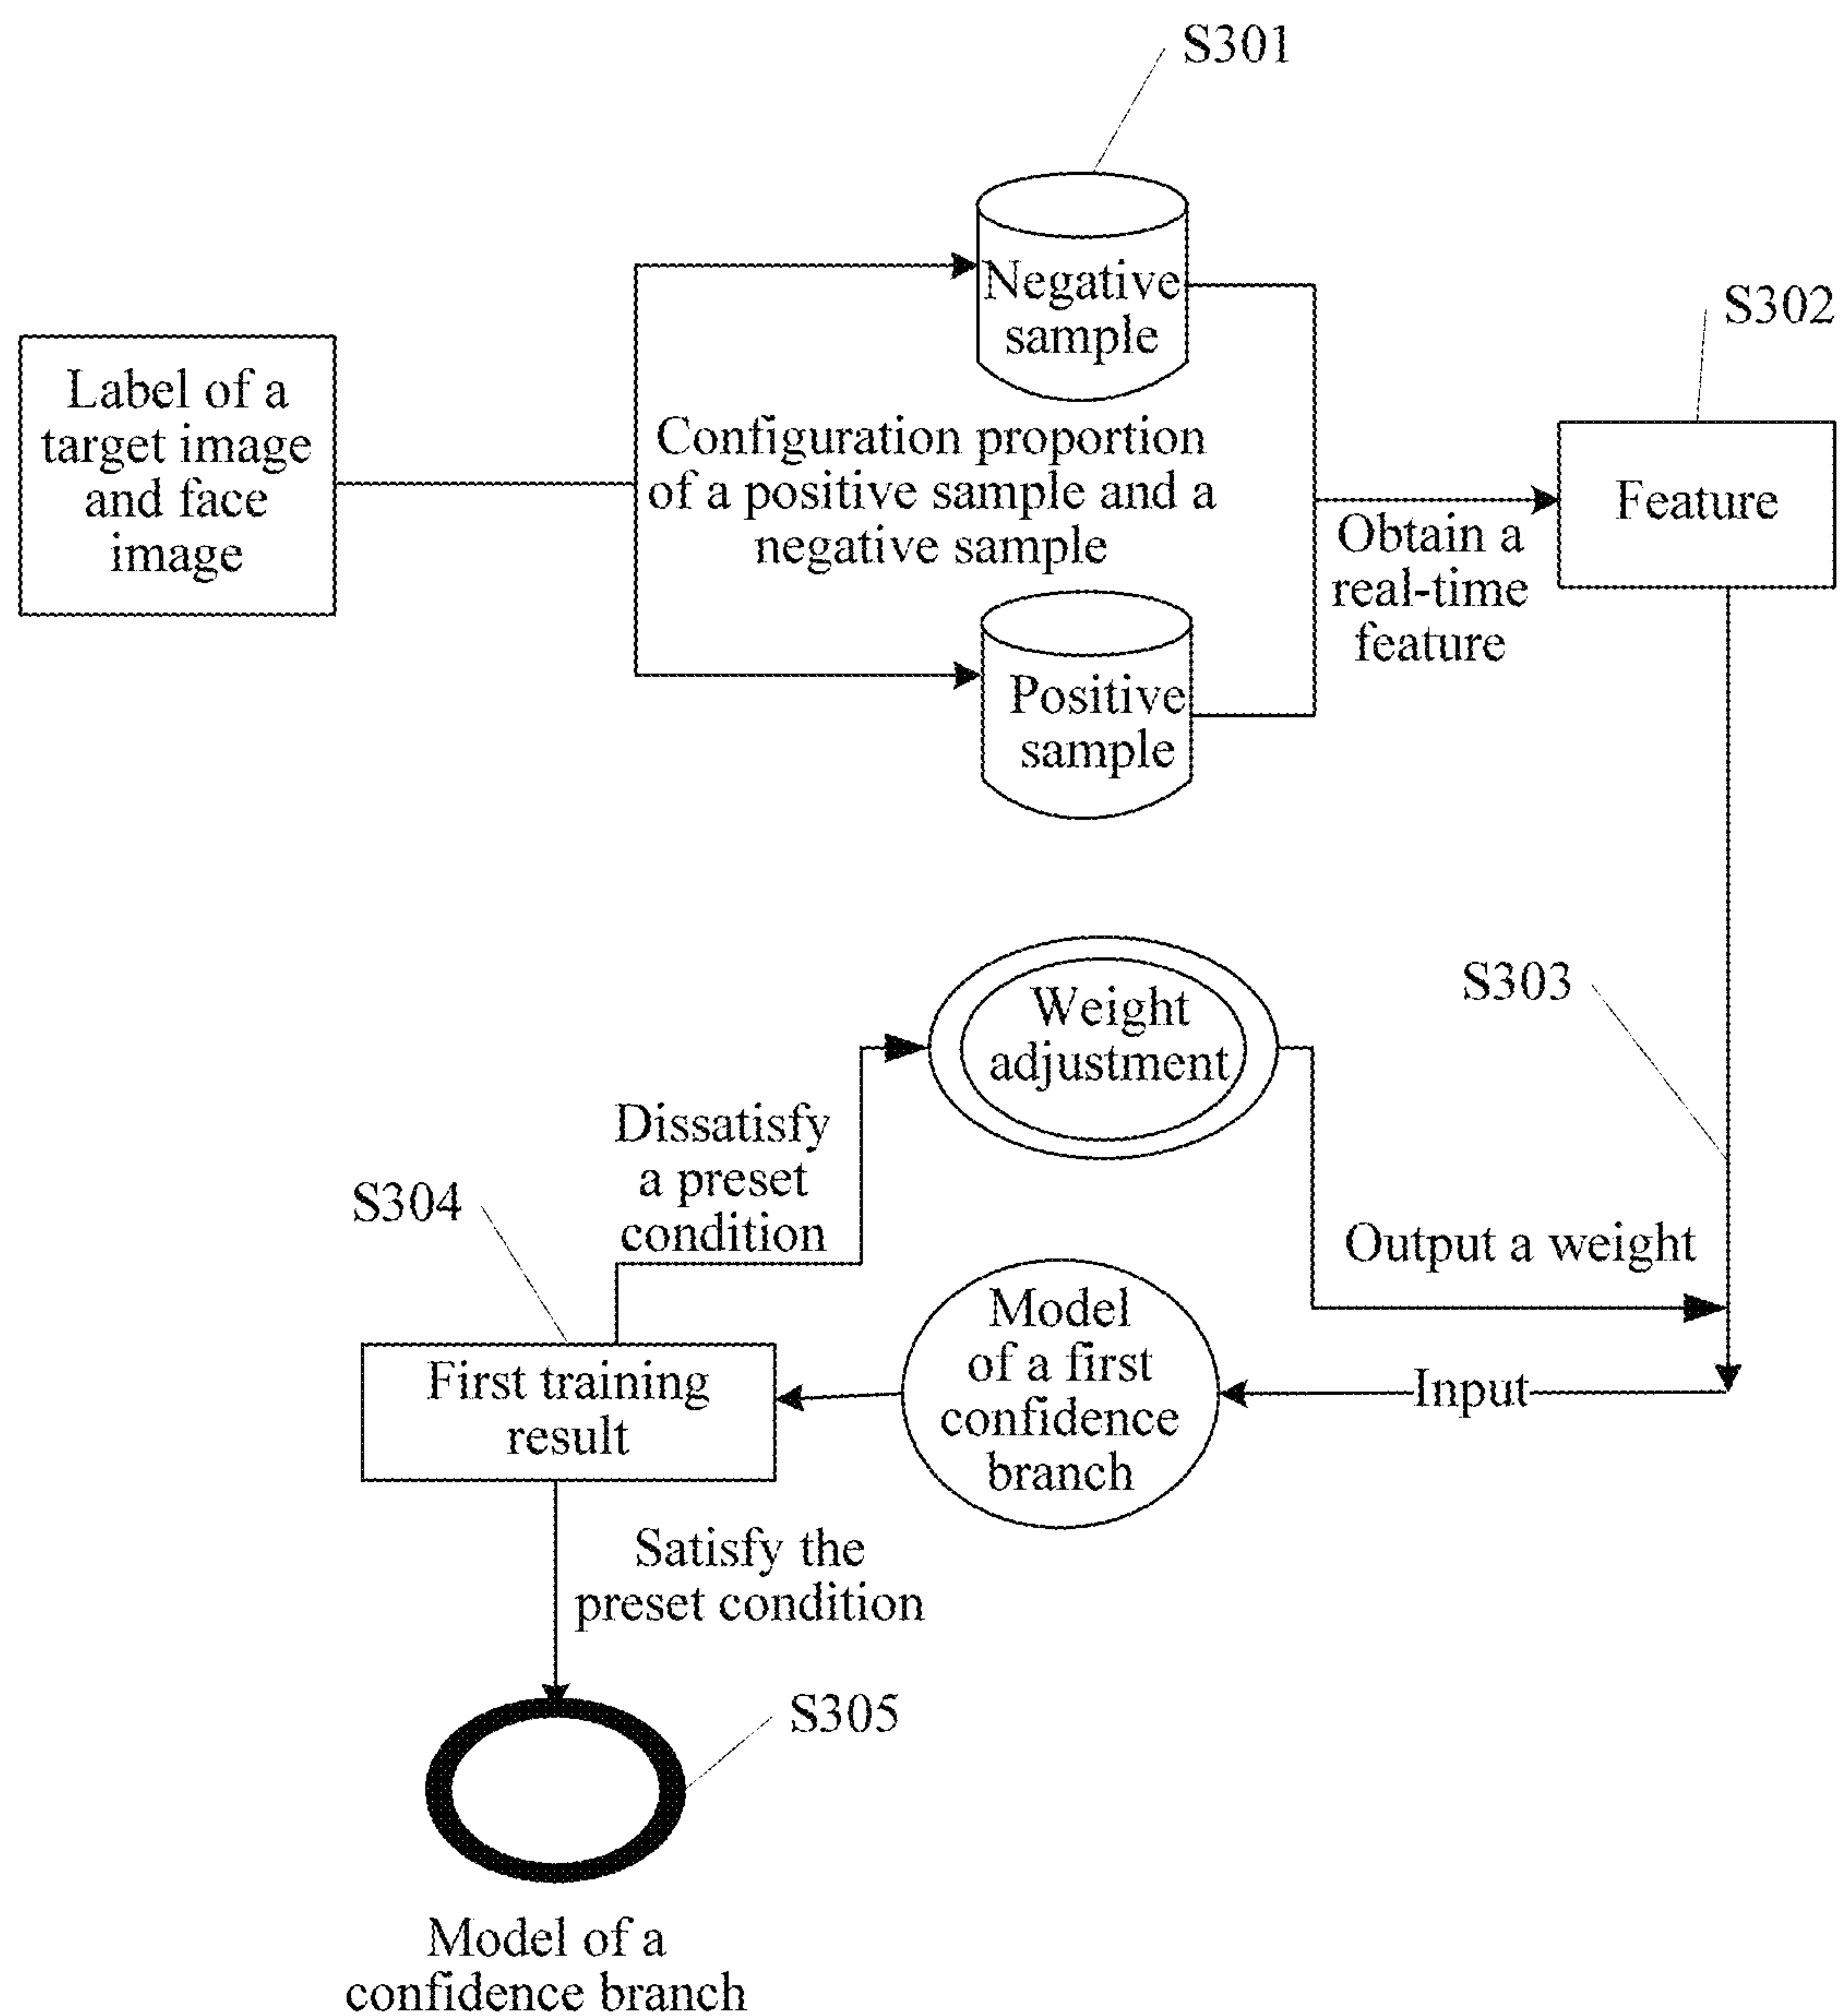 S301
Negative
sample
S302
Label of a
target image
and face
image
Configuration proportion
of a positive sample and a
negative sample
Feature
Obtain a
real-time
feature
Positive
sample
S303
Weight
adjustment
Dissatisfy
a preset
condition
S304
Output a weight
Model
of a first
confidence
branch
Input
First training
result
Satisfy the
preset condition
S305
Model of a
confidence branch